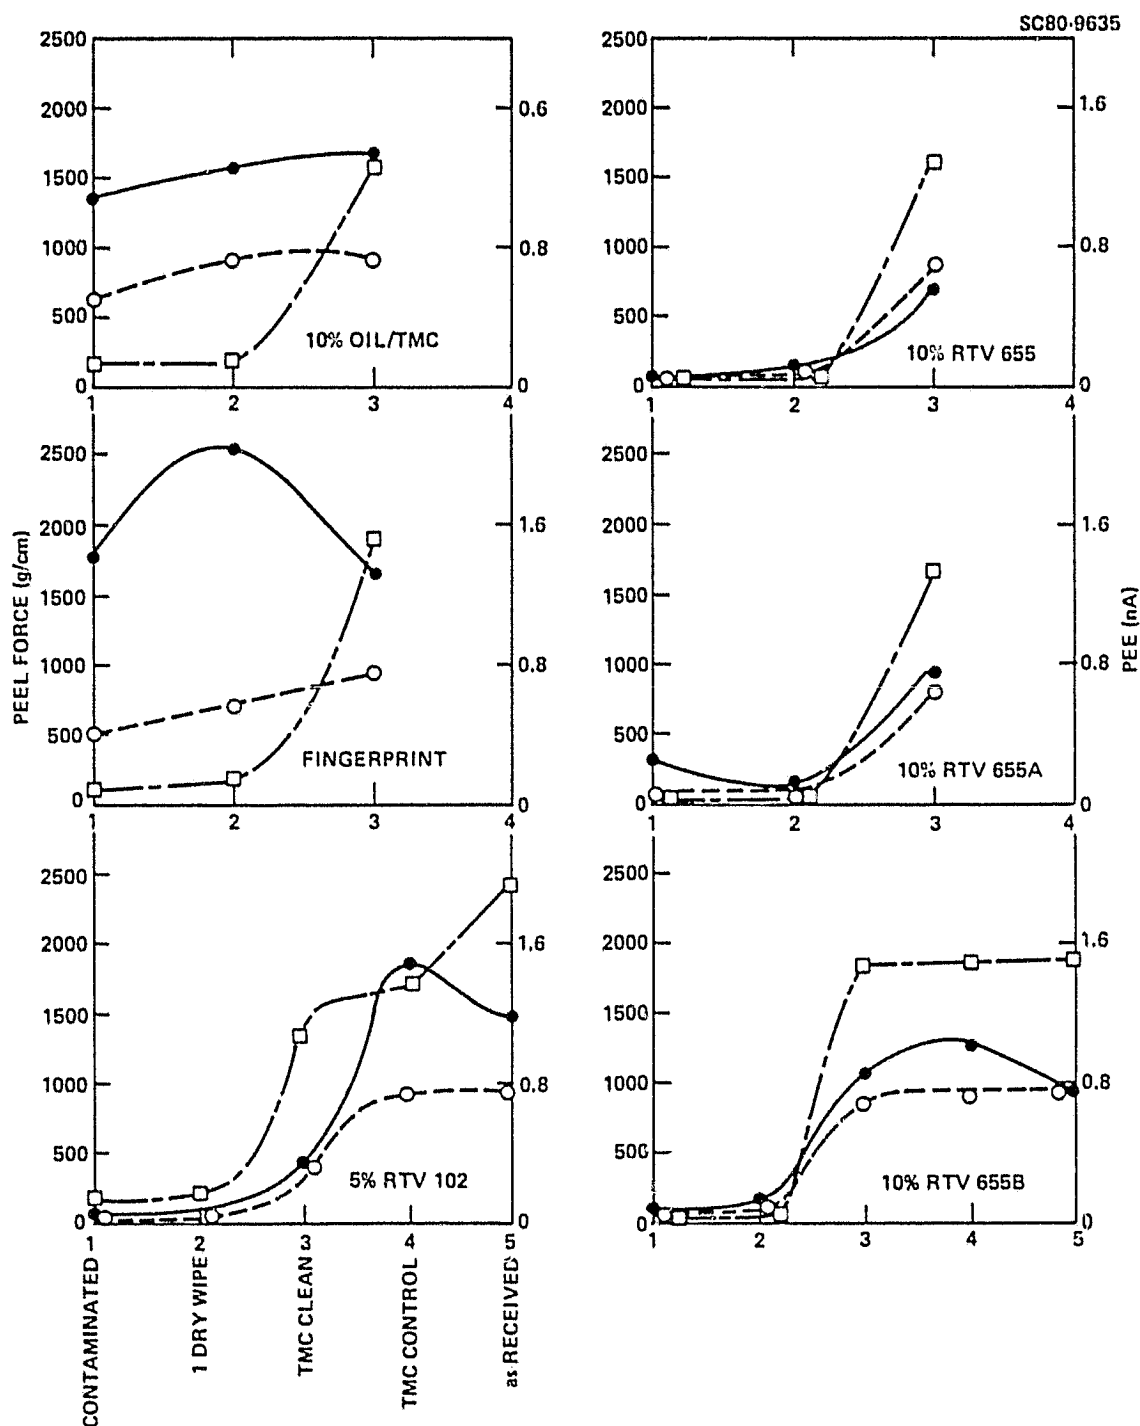 SC80-9635
2500
2000
1500
1000
500
0
0.6
0.8
0
10% OIL/TMC
1 2 3 4
2500
2000
1500
1000
500
0
1.6
0.8
0
10% RTV 655
1 2 3 4
PEEL FORCE (g/cm)
2500
2000
1500
1000
500
0
1.6
0.8
0
FINGERPRINT
1 2 3 4
2500
2000
1500
1000
500
0
1.6
0.8
0
PEE (nA)
10% RTV 655A
1 2 3 4
2500
2000
1500
1000
500
0
1.6
0.8
0
5% RTV 102
1 2 3 4 5
CONTAMINATED
1 DRY WIPE
TMC CLEAN
TMC CONTROL
as RECEIVED
2500
2000
1500
1000
500
0
1.6
0.8
0
10% RTV 655B
1 2 3 4 5